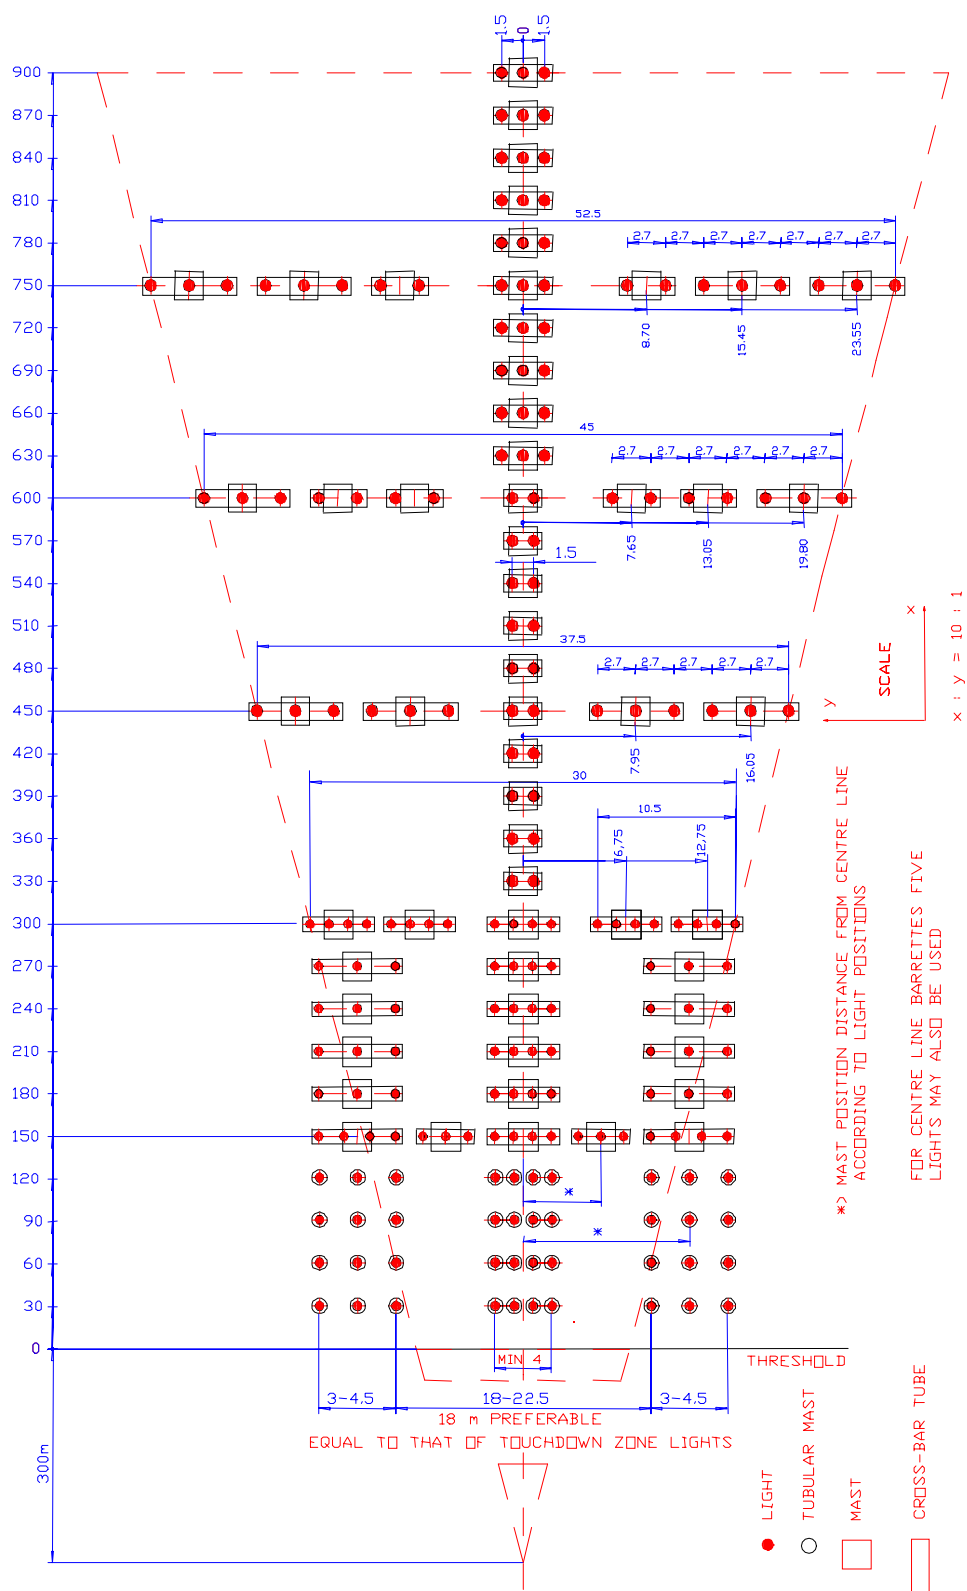 1.5 0 1.5
900
870
840
810
52.5
780
2.7 2.7 2.7 2.7 2.7 2.7 2.7
750
720
8.70 15.45 23.55
690
660
45
630
2.7 2.7 2.7 2.7 2.7 2.7
600
570
7.65 13.05 19.80
1.5
540
510
37.5
480
2.7 2.7 2.7 2.7 2.7
450
420
7.95 16.05
30
390
10.5
360
6,75 12,75
330
300
270
240
210
180
150
120
*
90
*
60
30
0
MIN 4
THRESHOLD
3-4,5 18-22,5 3-4,5
18 m PREFERABLE
EQUAL TO THAT OF TOUCHDOWN ZONE LIGHTS
300m
SCALE
x
y
x : y = 10 : 1
*) MAST POSITION DISTANCE FROM CENTRE LINE
ACCORDING TO LIGHT POSITIONS
FOR CENTRE LINE BARRETTES FIVE
LIGHTS MAY ALSO BE USED
LIGHT
TUBULAR MAST
MAST
CROSS-BAR TUBE